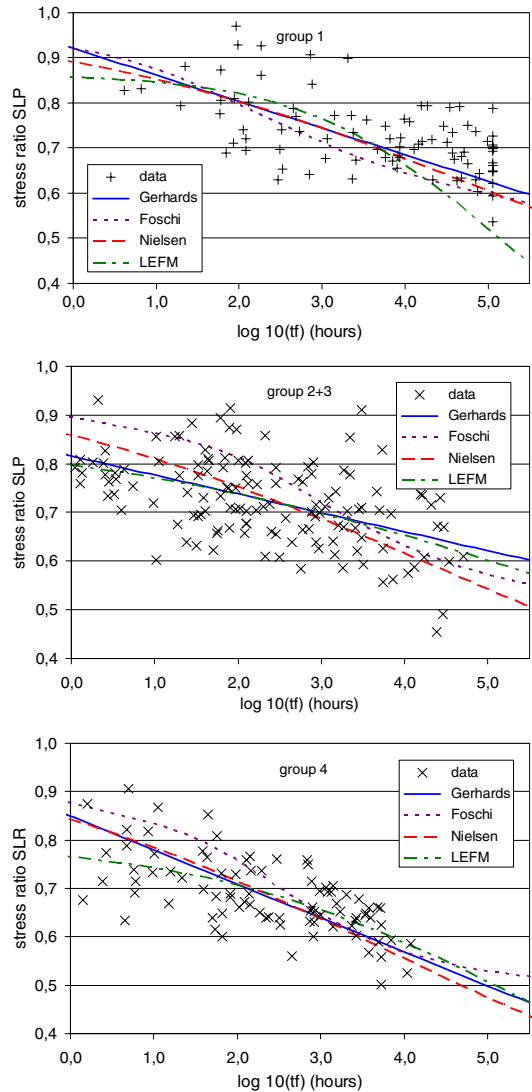 group 1
stress ratio SLP
1,0
0,9
0,8
0,7
0,6
0,5
0,4
data
Gerhards
Foschi
Nielsen
LEFM
0,0 1,0 2,0 3,0 4,0 5,0
log 10(tf) (hours)
group 2+3
stress ratio SLP
1,0
0,9
0,8
0,7
0,6
0,5
0,4
data
Gerhards
Foschi
Nielsen
LEFM
0,0 1,0 2,0 3,0 4,0 5,0
log 10(tf) (hours)
group 4
stress ratio SLR
1,0
0,9
0,8
0,7
0,6
0,5
0,4
data
Gerhards
Foschi
Nielsen
LEFM
0,0 1,0 2,0 3,0 4,0 5,0
log 10(tf) (hours)